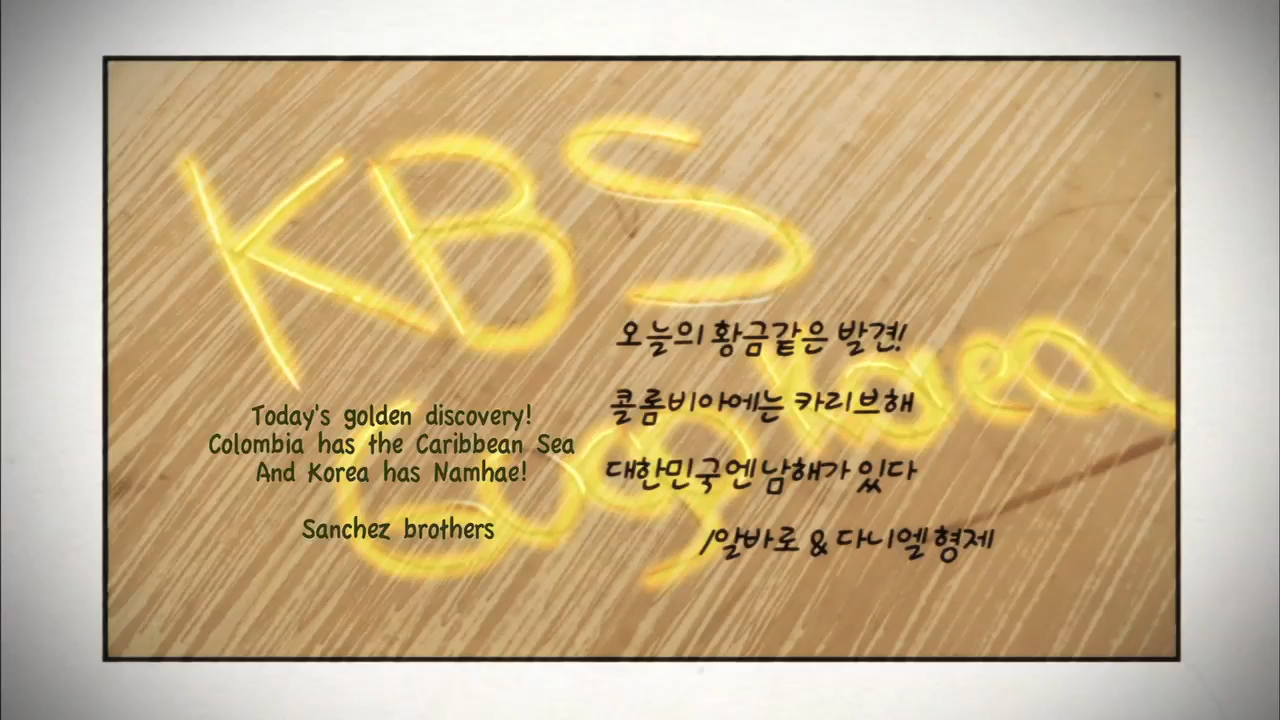 KBS
Guag Korea
오늘의 황금같은 발견!
콜롬비아에는 카리브해
대한민국엔 남해가 있다
/알바로 & 다니엘 형제
Today's golden discovery!
Colombia has the Caribbean Sea
And Korea has Namhae!
Sanchez brothers